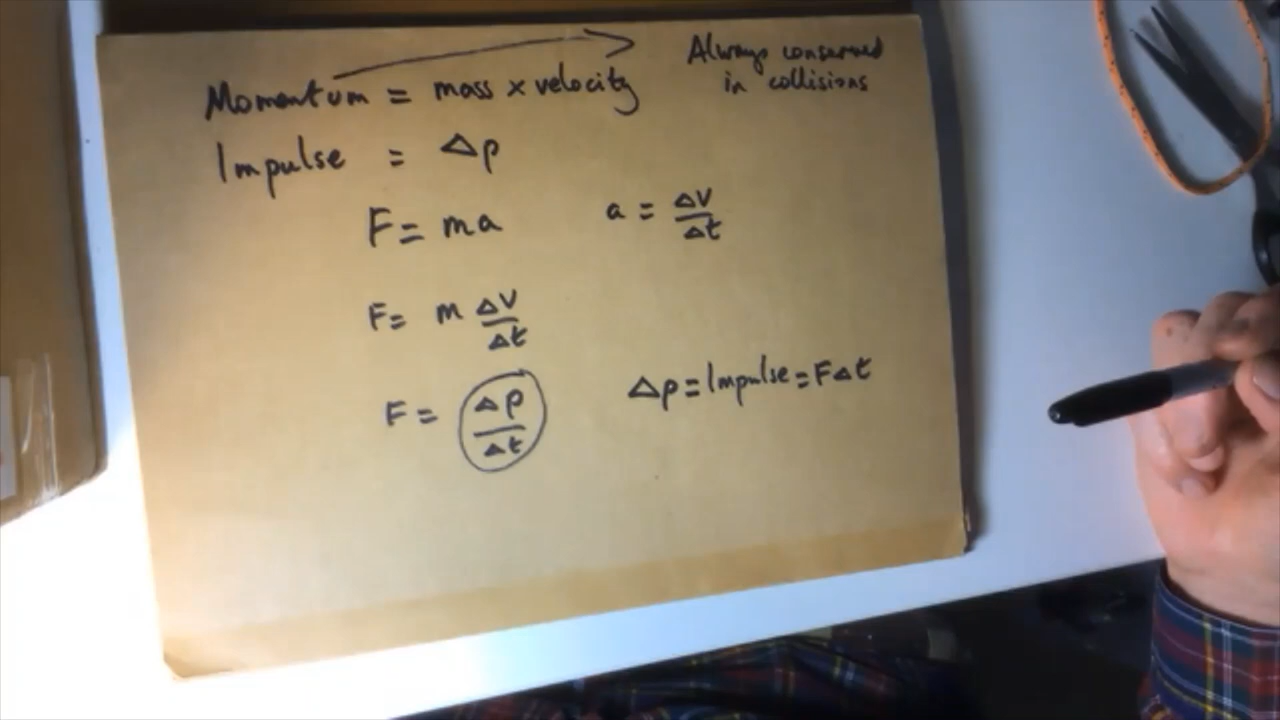 Momentum = mass × velocity
Always conserved
in collisions
Impulse = Δp
F = ma
a = Δv/Δt
F = m Δv/Δt
F = Δp/Δt
Δp = Impulse = FΔt